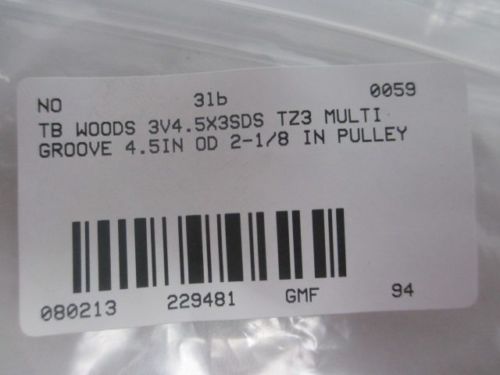 NO 31b 0059
TB WOODS 3V4.5X3SDS TZ3 MULTI
GROOVE 4.5IN OD 2-1/8 IN PULLEY
080213 229481 GMF 94